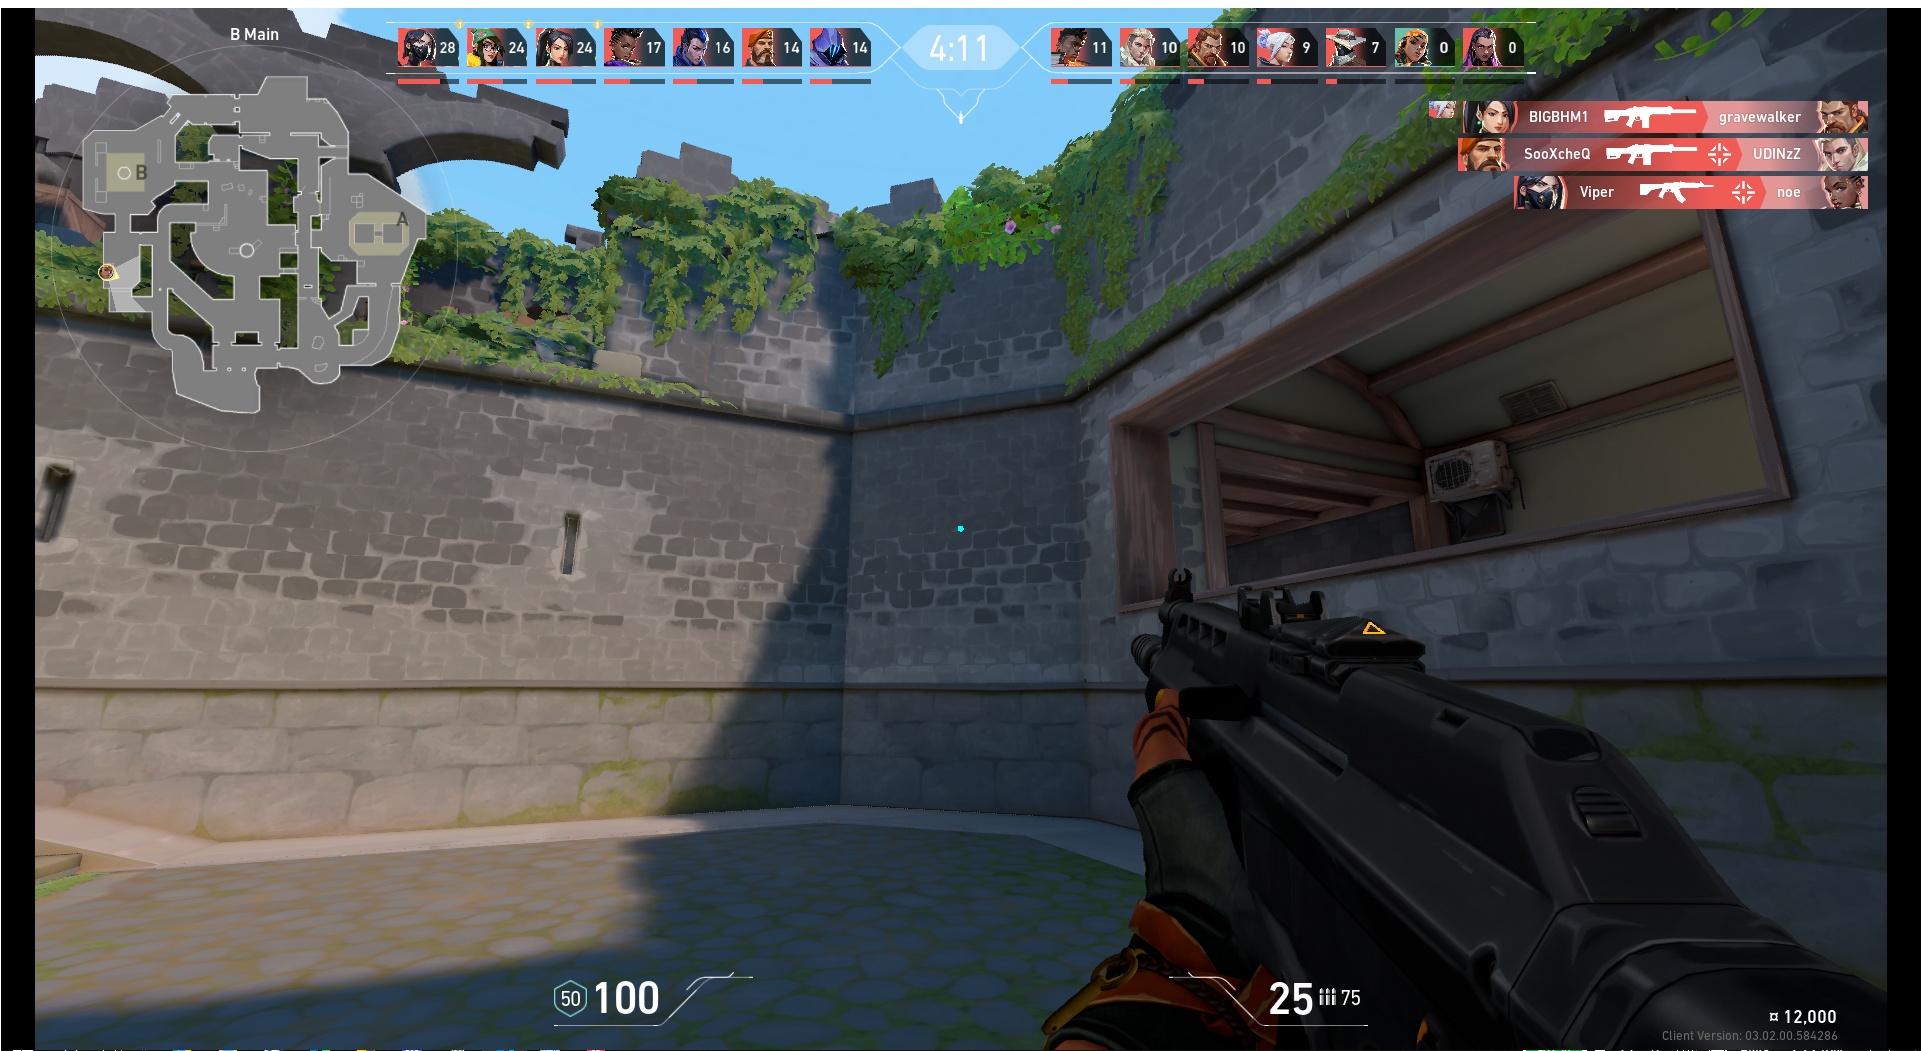 B Main
28 24 24 17 16 14 14
4:11
11 10 10 9 7 0 0
B
A
BIGBHM1 gravewalker
SooXcheQ UDINzZ
Viper noe
50 100
25 75
¤ 12,000
Client Version: 03.02.00.584286